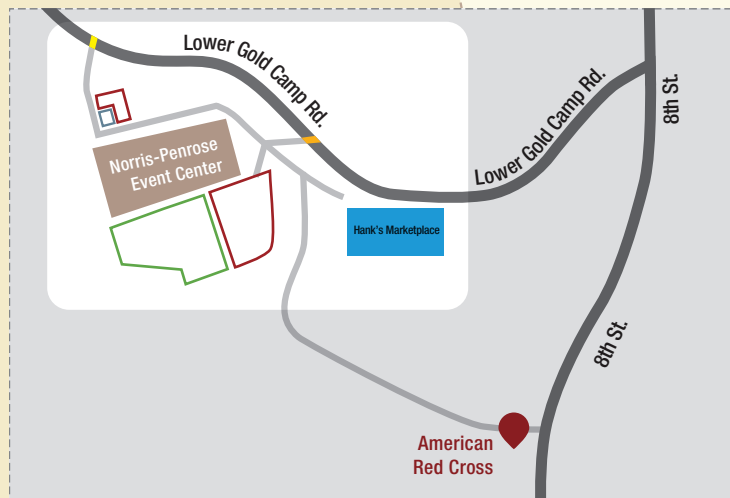 Lower Gold Camp Rd.
Lower Gold Camp Rd.
8th St.
Norris-Penrose
Event Center
Hank's Marketplace
8th St.
American
Red Cross